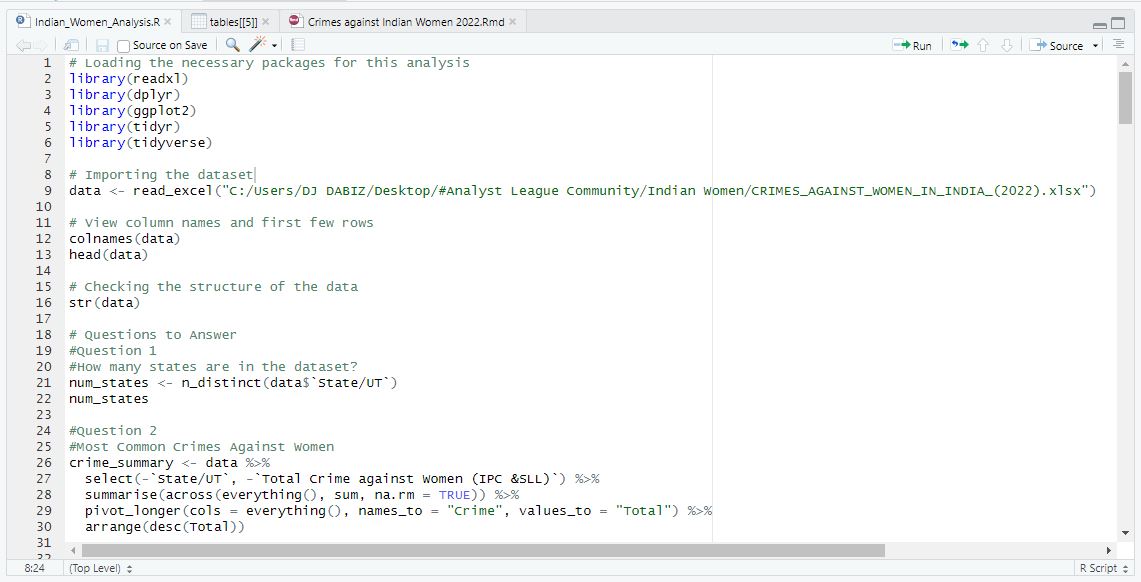 Indian_Women_Analysis.R × tables[[5]] × Crimes against Indian Women 2022.Rmd ×
Source on Save Run Source
1 # Loading the necessary packages for this analysis
2 library(readxl)
3 library(dplyr)
4 library(ggplot2)
5 library(tidyr)
6 library(tidyverse)
7
8 # Importing the dataset
9 data <- read_excel("C:/Users/DJ DABIZ/Desktop/#Analyst League Community/Indian Women/CRIMES_AGAINST_WOMEN_IN_INDIA_(2022).xlsx")
10
11 # View column names and first few rows
12 colnames(data)
13 head(data)
14
15 # Checking the structure of the data
16 str(data)
17
18 # Questions to Answer
19 #Question 1
20 #How many states are in the dataset?
21 num_states <- n_distinct(data$`State/UT`)
22 num_states
23
24 #Question 2
25 #Most Common Crimes Against Women
26 crime_summary <- data %>%
27   select(-`State/UT`, -`Total Crime against Women (IPC &SLL)`) %>%
28   summarise(across(everything(), sum, na.rm = TRUE)) %>%
29   pivot_longer(cols = everything(), names_to = "Crime", values_to = "Total") %>%
30   arrange(desc(Total))
31
32
8:24 (Top Level) R Script